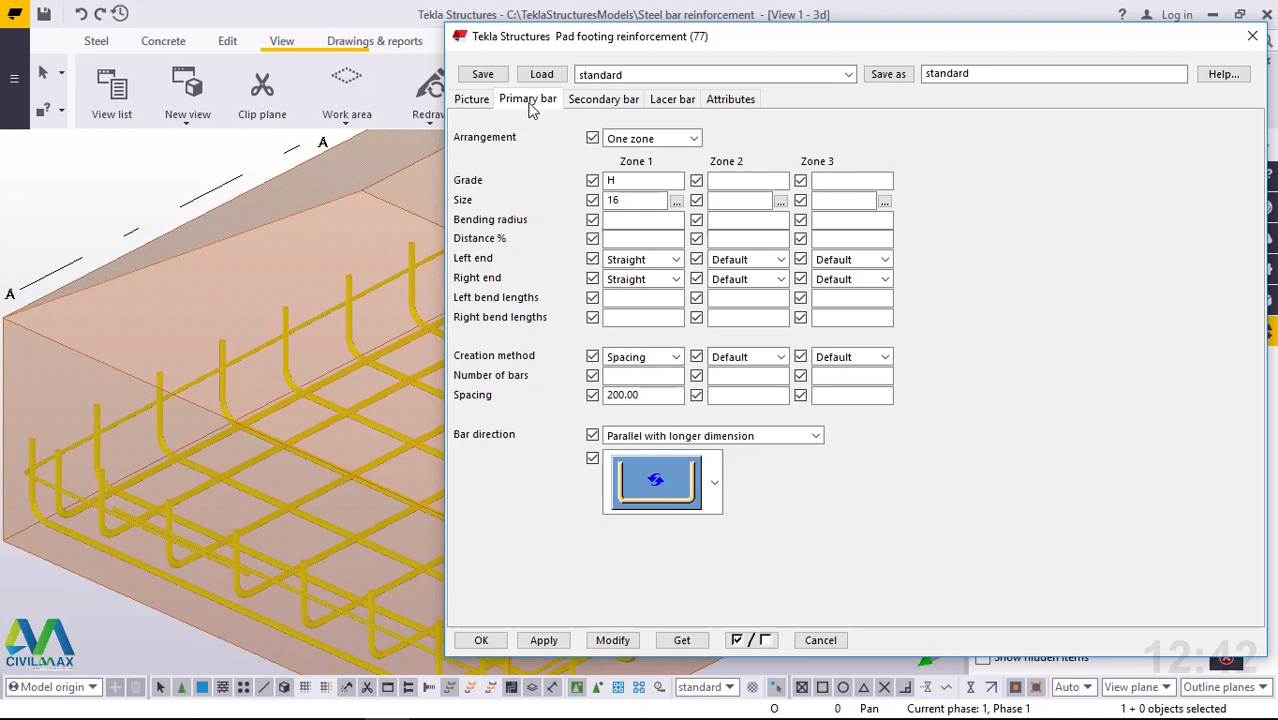 Tekla Structures - C:\TeklaStructuresModels\Steel bar reinforcement - [View 1 - 3d]
? Log in
Steel Concrete Edit View Drawings & reports
View list New view Clip plane Work area Redraw
Tekla Structures Pad footing reinforcement (77)
Save Load standard Save as standard Help...
Picture Primary bar Secondary bar Lacer bar Attributes
Arrangement One zone
Zone 1 Zone 2 Zone 3
Grade H
Size 16 ... ... ...
Bending radius
Distance %
Left end Straight Default Default
Right end Straight Default Default
Left bend lengths
Right bend lengths
Creation method Spacing Default Default
Number of bars
Spacing 200.00
Bar direction Parallel with longer dimension
OK Apply Modify Get / Cancel
Show hidden items
12:42
CIVILMAX
Model origin standard Auto View plane Outline planes
O 0 Pan Current phase: 1, Phase 1 1 + 0 objects selected